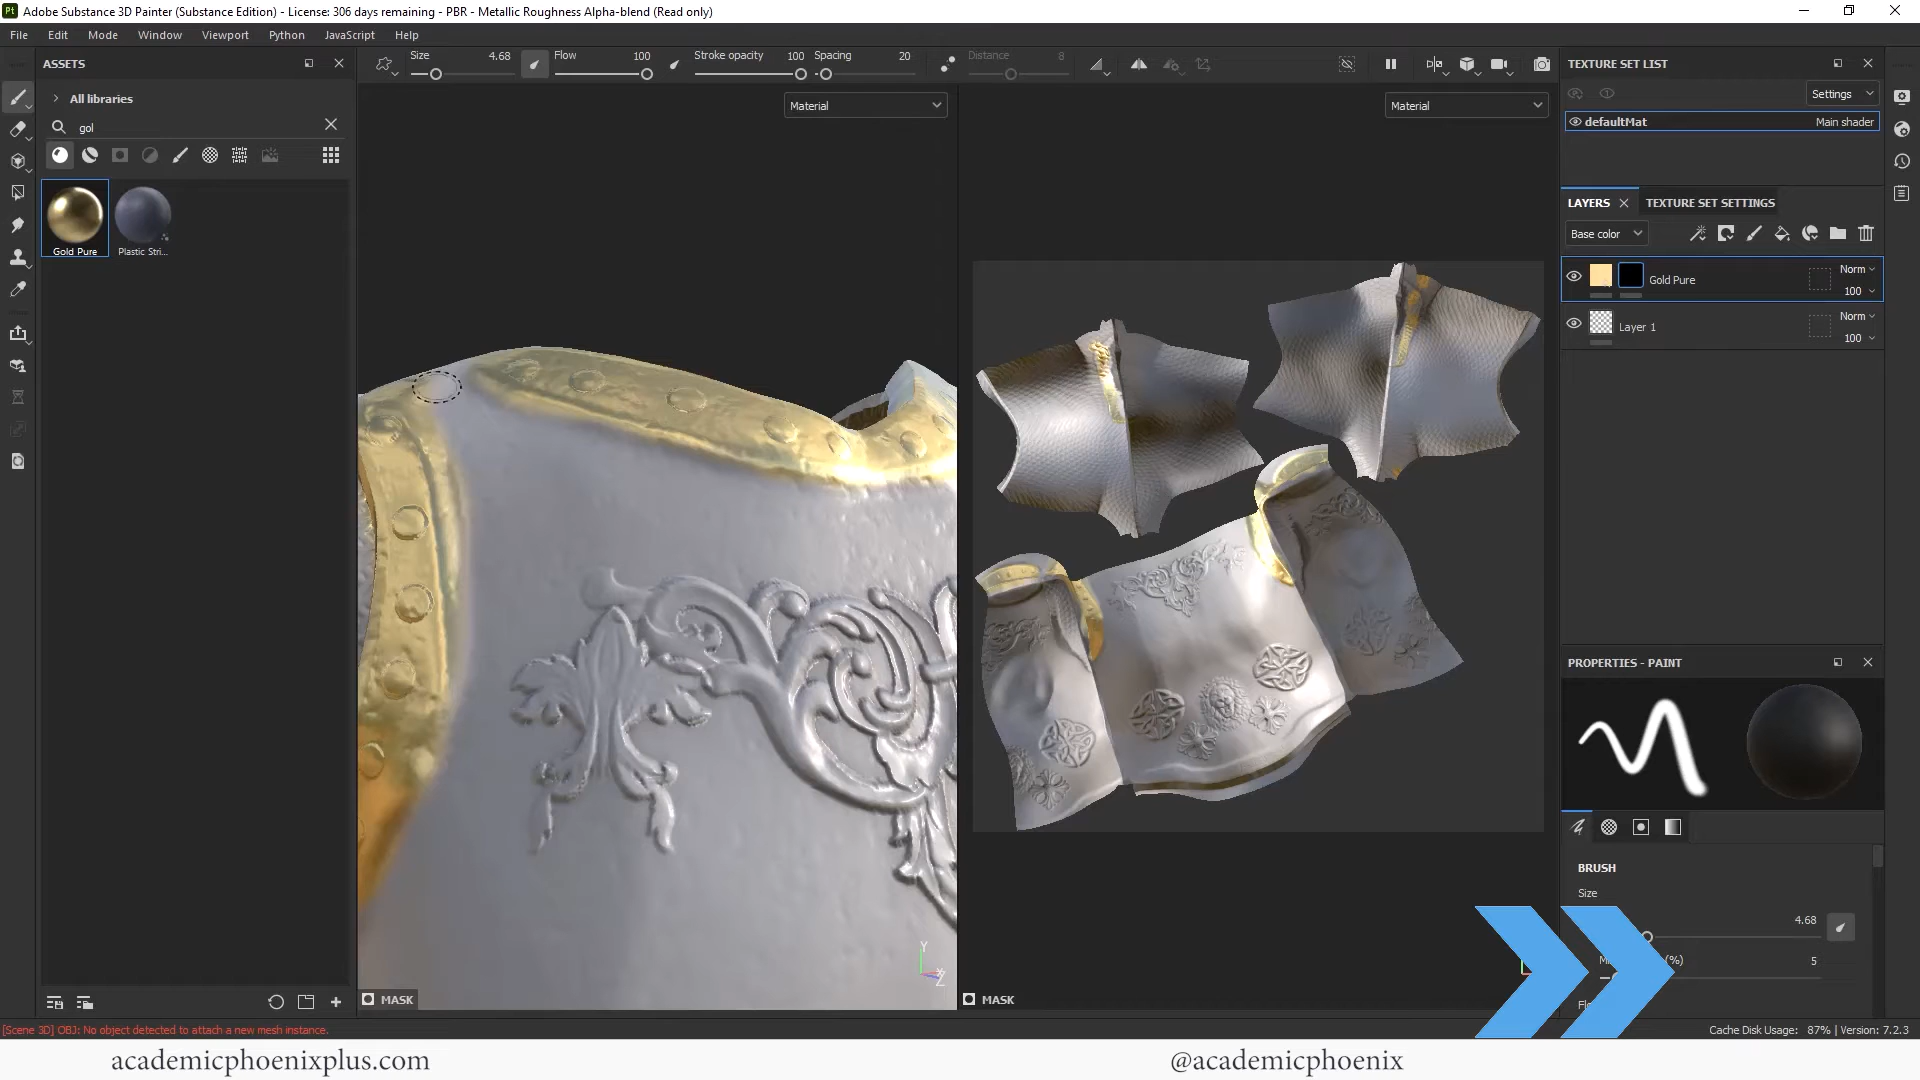 Pt Adobe Substance 3D Painter (Substance Edition) - License: 306 days remaining - PBR - Metallic Roughness Alpha-blend (Read only)
File Edit Mode Window Viewport Python JavaScript Help
ASSETS
All libraries
gol
Gold Pure
Plastic Stri...
Size 4.68
Flow 100
Stroke opacity 100
Spacing 20
Distance 8
Material
Material
Y
Z
MASK
MASK
TEXTURE SET LIST
Settings
defaultMat Main shader
LAYERS
TEXTURE SET SETTINGS
Base color
Gold Pure Norm
100
Layer 1 Norm
100
PROPERTIES - PAINT
BRUSH
Size
4.68
(%) 5
[Scene 3D] OBJ: No object detected to attach a new mesh instance.
Cache Disk Usage: 87% | Version: 7.2.3
academicphoenixplus.com
@academicphoenix